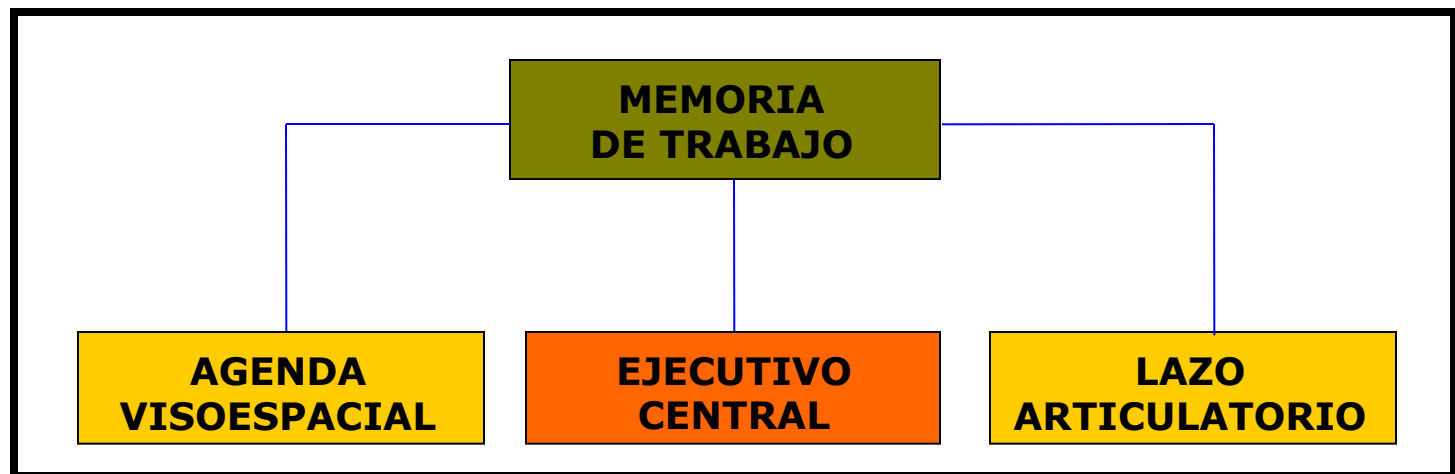 MEMORIA
DE TRABAJO
AGENDA
VISOESPACIAL
EJECUTIVO
CENTRAL
LAZO
ARTICULATORIO